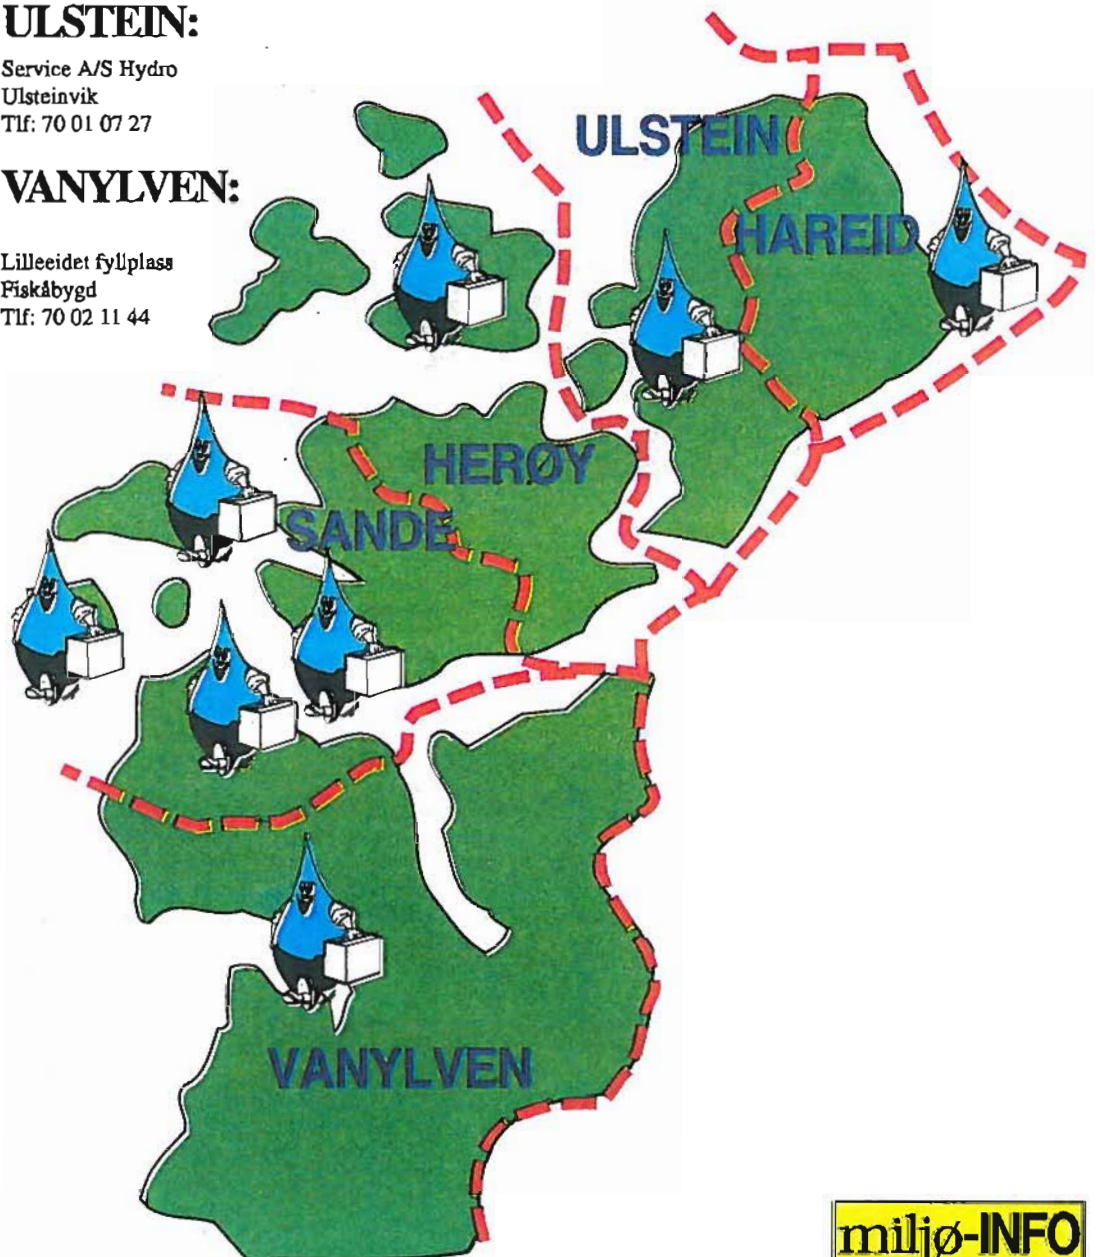 ULSTEIN:
Service A/S Hydro
Ulsteinvik
Tlf: 70 01 07 27
VANYLVEN:
Lilleeidet fyllplass
Fiskåbygd
Tlf: 70 02 11 44
ULSTEIN
HAREID
HERØY
SANDE
VANYLVEN
miljø-INFO